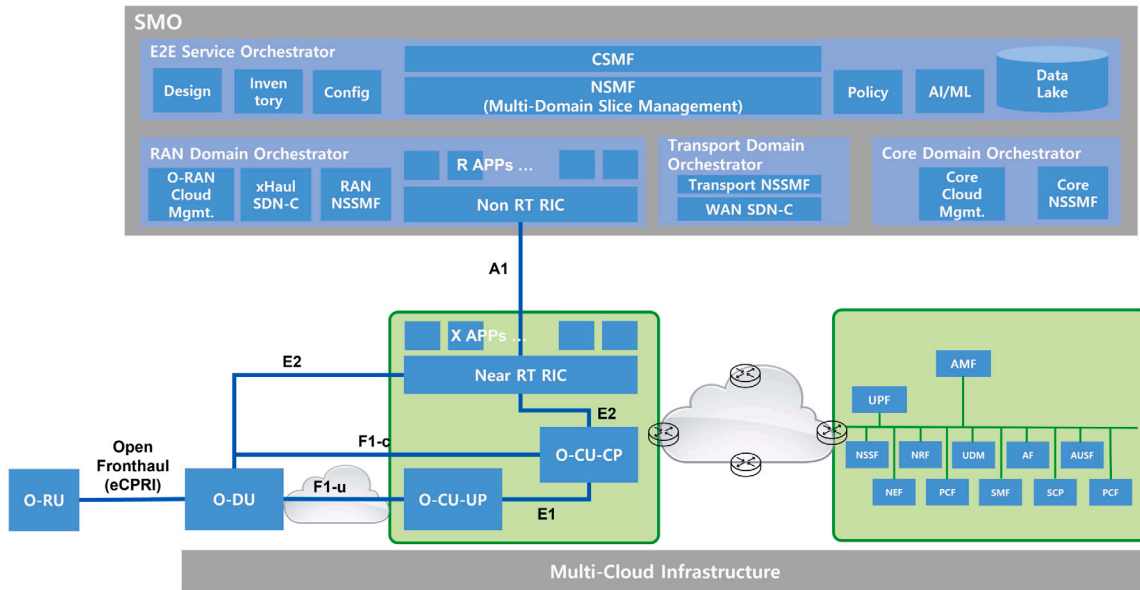 SMO
E2E Service Orchestrator
CSMF
Design
Inven
tory
Config
NSMF
(Multi-Domain Slice Management)
Policy
AI/ML
Data
Lake
RAN Domain Orchestrator
R APPs ...
O-RAN
Cloud
Mgmt.
xHaul
SDN-C
RAN
NSSMF
Non RT RIC
Transport Domain
Orchestrator
Transport NSSMF
WAN SDN-C
Core Domain Orchestrator
Core
Cloud
Mgmt.
Core
NSSMF
A1
X APPs ...
E2
Near RT RIC
E2
AMF
UPF
F1-c
O-CU-CP
NSSF
NRF
UDM
AF
AUSF
Open
Fronthaul
(eCPRI)
O-RU
O-DU
F1-u
O-CU-UP
E1
NEF
PCF
SMF
SCP
PCF
Multi-Cloud Infrastructure